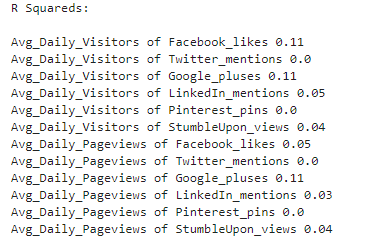 R Squareds:
Avg_Daily_Visitors of Facebook_likes 0.11
Avg_Daily_Visitors of Twitter_mentions 0.0
Avg_Daily_Visitors of Google_pluses 0.11
Avg_Daily_Visitors of LinkedIn_mentions 0.05
Avg_Daily_Visitors of Pinterest_pins 0.0
Avg_Daily_Visitors of StumbleUpon_views 0.04
Avg_Daily_Pageviews of Facebook_likes 0.05
Avg_Daily_Pageviews of Twitter_mentions 0.0
Avg_Daily_Pageviews of Google_pluses 0.11
Avg_Daily_Pageviews of LinkedIn_mentions 0.03
Avg_Daily_Pageviews of Pinterest_pins 0.0
Avg_Daily_Pageviews of StumbleUpon_views 0.04